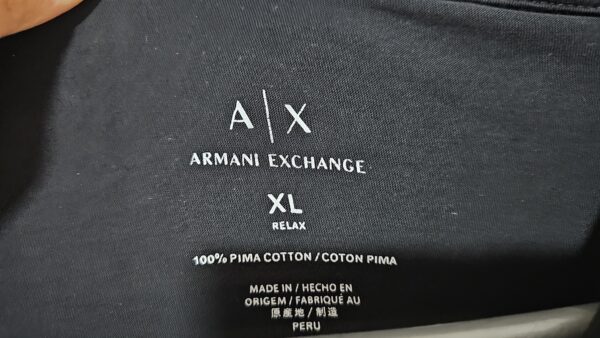 A|X
ARMANI EXCHANGE
XL
RELAX
100% PIMA COTTON / COTON PIMA
MADE IN / HECHO EN
ORIGEM / FABRIQUÉ AU
原産地 / 制造
PERU